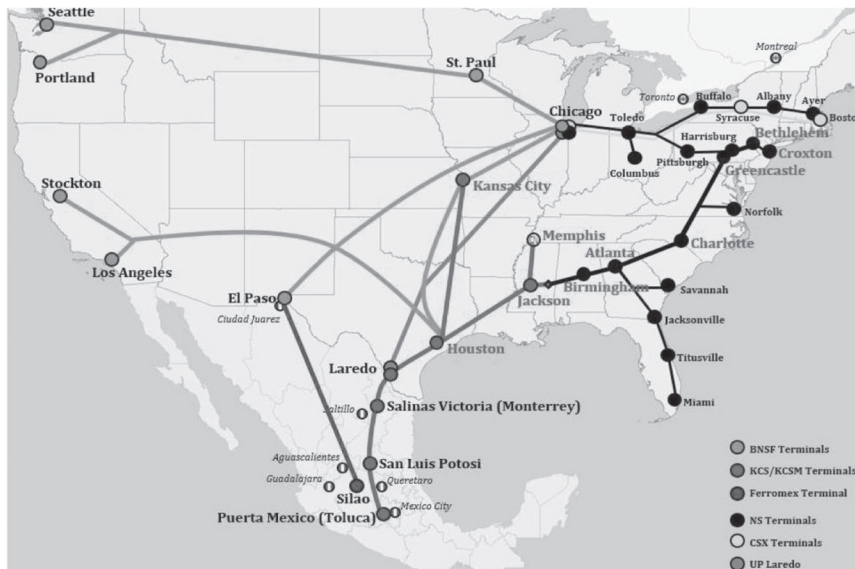 Seattle
Portland
St. Paul
Montreal
Toronto
Buffalo
Albany
Ayer
Syracuse
Bosto
Chicago
Toledo
Harrisburg
Bethlehem
Pittsburgh
Croxton
Columbus
Greencastle
Kansas City
Stockton
Norfolk
Memphis
Charlotte
Atlanta
Los Angeles
El Paso
Birmingham
Jackson
Savannah
Ciudad Juarez
Jacksonville
Houston
Titusville
Laredo
Miami
Saltillo
Salinas Victoria (Monterrey)
Aguascalientes
San Luis Potosi
Guadalajara
Queretaro
Silao
Mexico City
Puerta Mexico (Toluca)
BNSF Terminals
KCS/KCSM Terminals
Ferromex Terminal
NS Terminals
CSX Terminals
UP Laredo